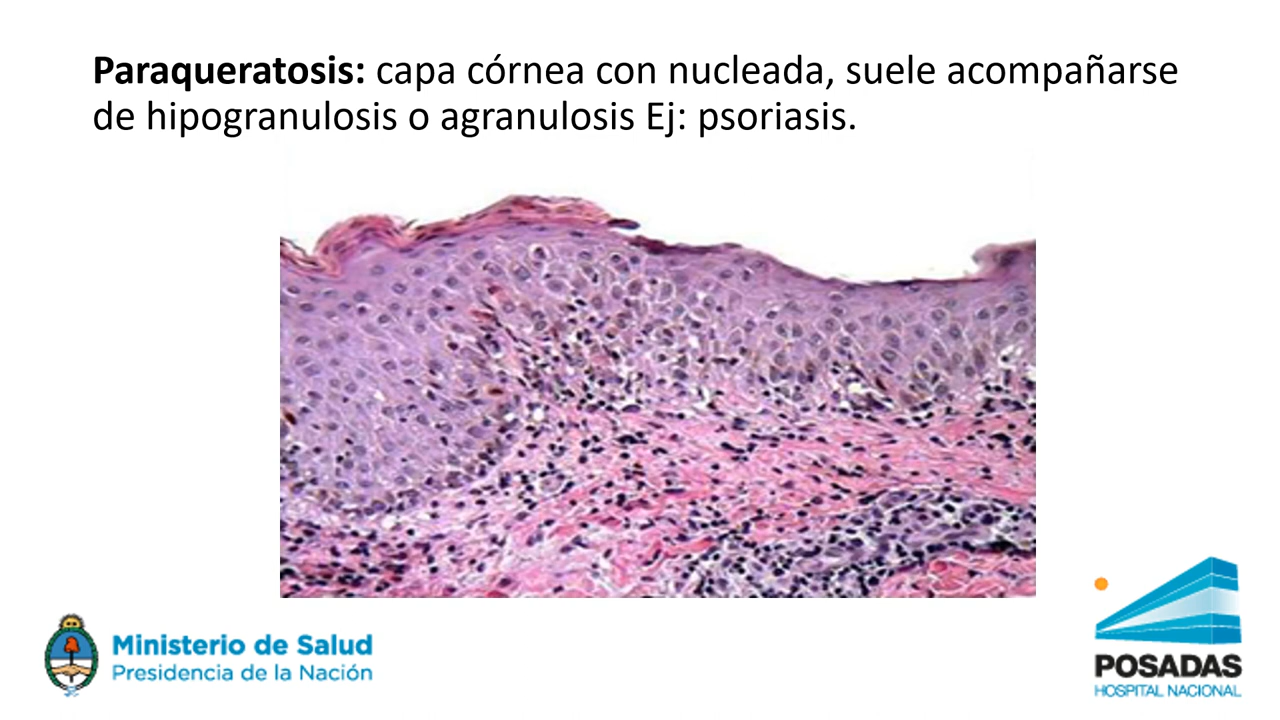 Paraqueratosis: capa córnea con nucleada, suele acompañarse
de hipogranulosis o agranulosis Ej: psoriasis.
Ministerio de Salud
Presidencia de la Nación
POSADAS
HOSPITAL NACIONAL